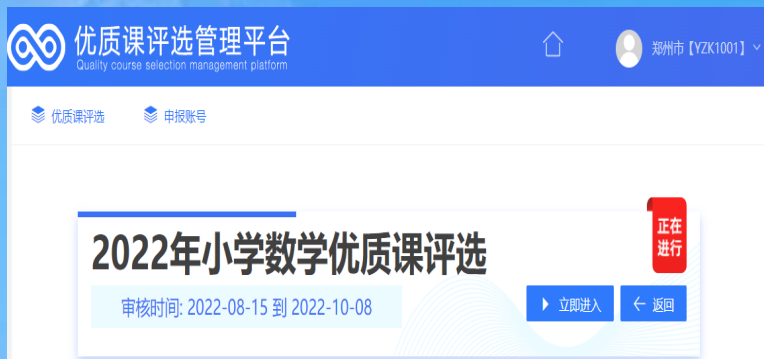 优质课评选管理平台
Quality course selection management platform
郑州市【YZK1001】
优质课评选 申报账号
正在
进行
2022年小学数学优质课评选
审核时间: 2022-08-15 到 2022-10-08
立即进入 返回